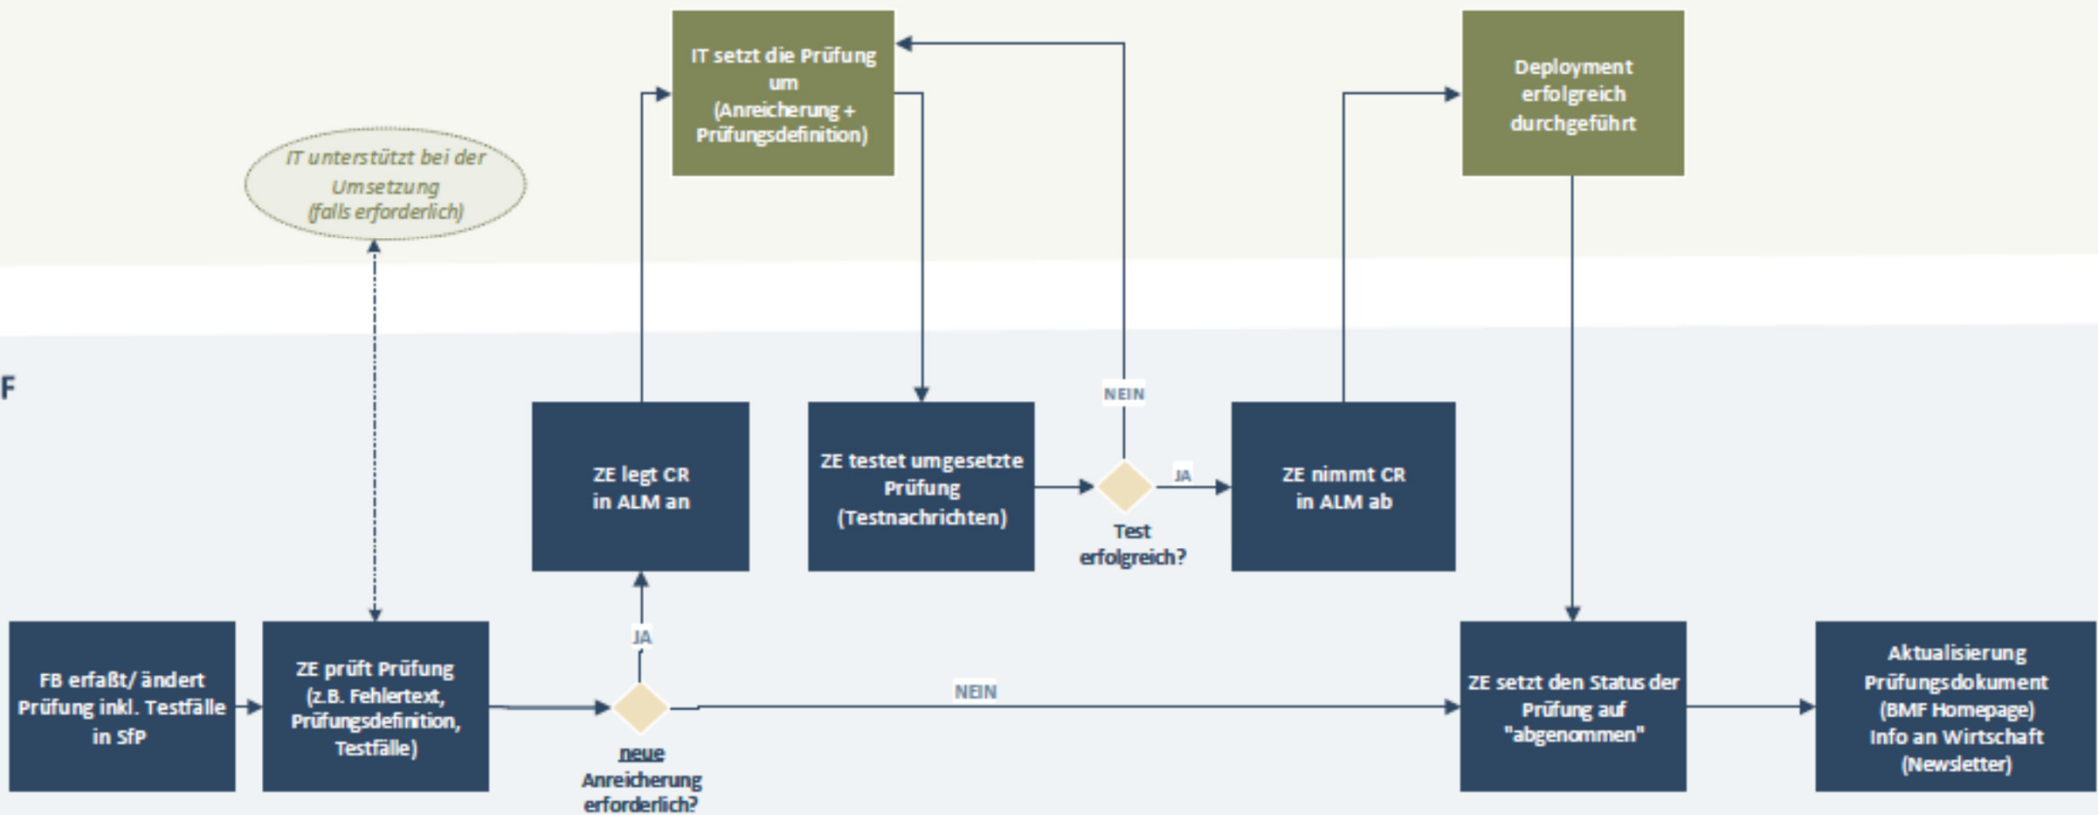 IT setzt die Prüfung
um
(Anreicherung +
Prüfungsdefinition)
Deployment
erfolgreich
durchgeführt
IT unterstützt bei der
Umsetzung
(falls erforderlich)
F
NEIN
ZE legt CR
in ALM an
ZE testet umgesetzte
Prüfung
(Testnachrichten)
JA
Test
erfolgreich?
ZE nimmt CR
in ALM ab
JA
FB erfaßt/ ändert
Prüfung inkl. Testfälle
in SfP
ZE prüft Prüfung
(z.B. Fehlertext,
Prüfungsdefinition,
Testfälle)
neue
Anreicherung
erforderlich?
NEIN
ZE setzt den Status der
Prüfung auf
"abgenommen"
Aktualisierung
Prüfungsdokument
(BMF Homepage)
Info an Wirtschaft
(Newsletter)